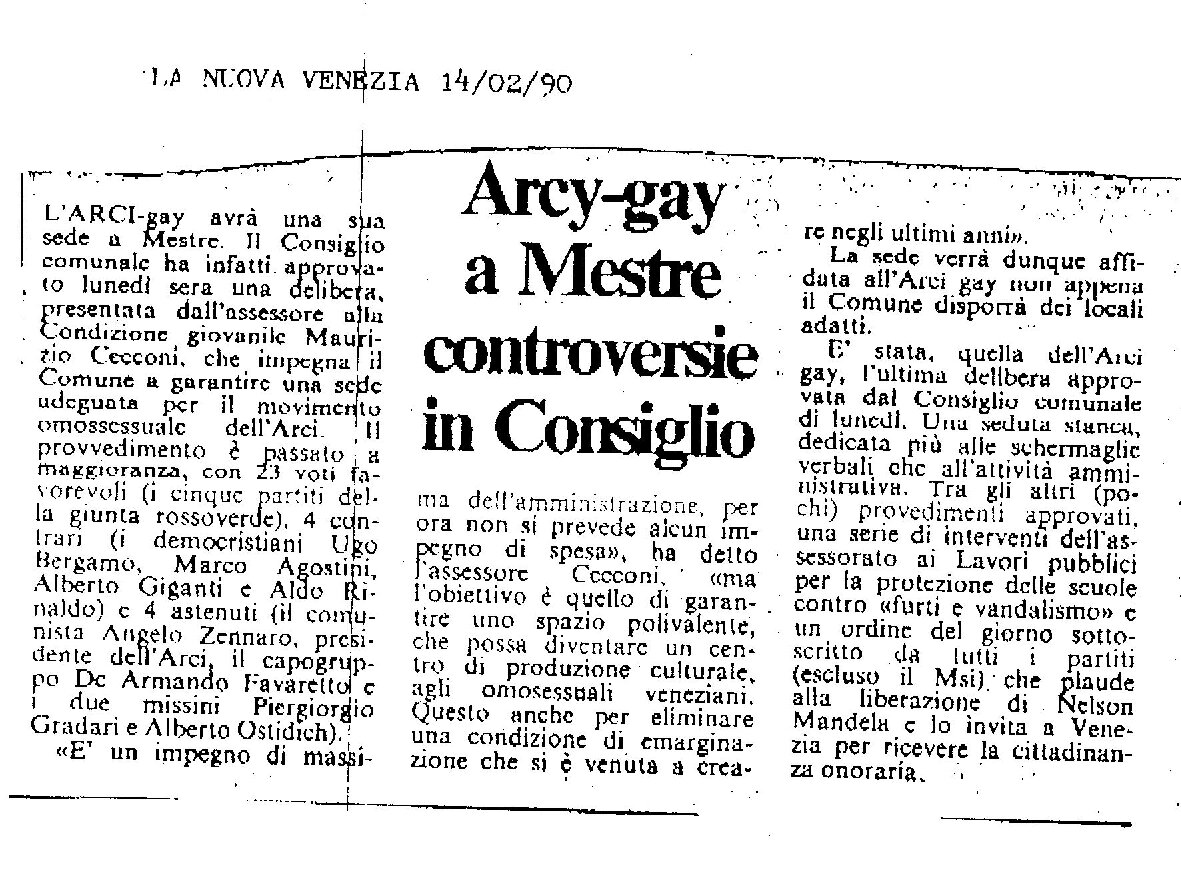 LA NUOVA VENEZIA 14/02/90
Arcy-gay
a Mestre
controversie
in Consiglio
L'ARCI-gay avrà una sua
sede a Mestre. Il Consiglio
comunale ha infatti approva-
to lunedì sera una delibera,
presentata dall'assessore alla
Condizione giovanile Mauri-
zio Cecconi, che impegna il
Comune a garantire una sede
adeguata per il movimento
omossessuale dell'Arci. Il
provvedimento è passato a
maggioranza, con 23 voti fa-
vorevoli (i cinque partiti del-
la giunta rossoverde), 4 con-
trari (i democristiani Ugo
Bergamo, Marco Agostini,
Alberto Giganti e Aldo Ri-
naldo) e 4 astenuti (il comu-
nista Angelo Zennaro, presi-
dente dell'Arci, il capogrup-
po Dc Armando Favaretto e
i due missini Piergiorgio
Gradari e Alberto Ostidich).
«E' un impegno di massi-
ma dell'amministrazione, per
ora non si prevede alcun im-
pegno di spesa», ha detto
l'assessore Cecconi, «ma
l'obiettivo è quello di garan-
tire uno spazio polivalente,
che possa diventare un cen-
tro di produzione culturale,
agli omosessuali veneziani.
Questo anche per eliminare
una condizione di emargina-
zione che si è venuta a crea-
re negli ultimi anni».
La sede verrà dunque affi-
data all'Arci gay non appena
il Comune disporrà dei locali
adatti.
E' stata, quella dell'Arci
gay, l'ultima delibera appro-
vata dal Consiglio comunale
di lunedì. Una seduta stanca,
dedicata più alle schermaglie
verbali che all'attività ammi-
nistrativa. Tra gli altri (po-
chi) provedimenti approvati,
una serie di interventi dell'as-
sessorato ai Lavori pubblici
per la protezione delle scuole
contro «furti e vandalismo» e
un ordine del giorno sotto-
scritto da tutti i partiti
(escluso il Msi) che plaude
alla liberazione di Nelson
Mandela e lo invita a Vene-
zia per ricevere la cittadinan-
za onoraria.